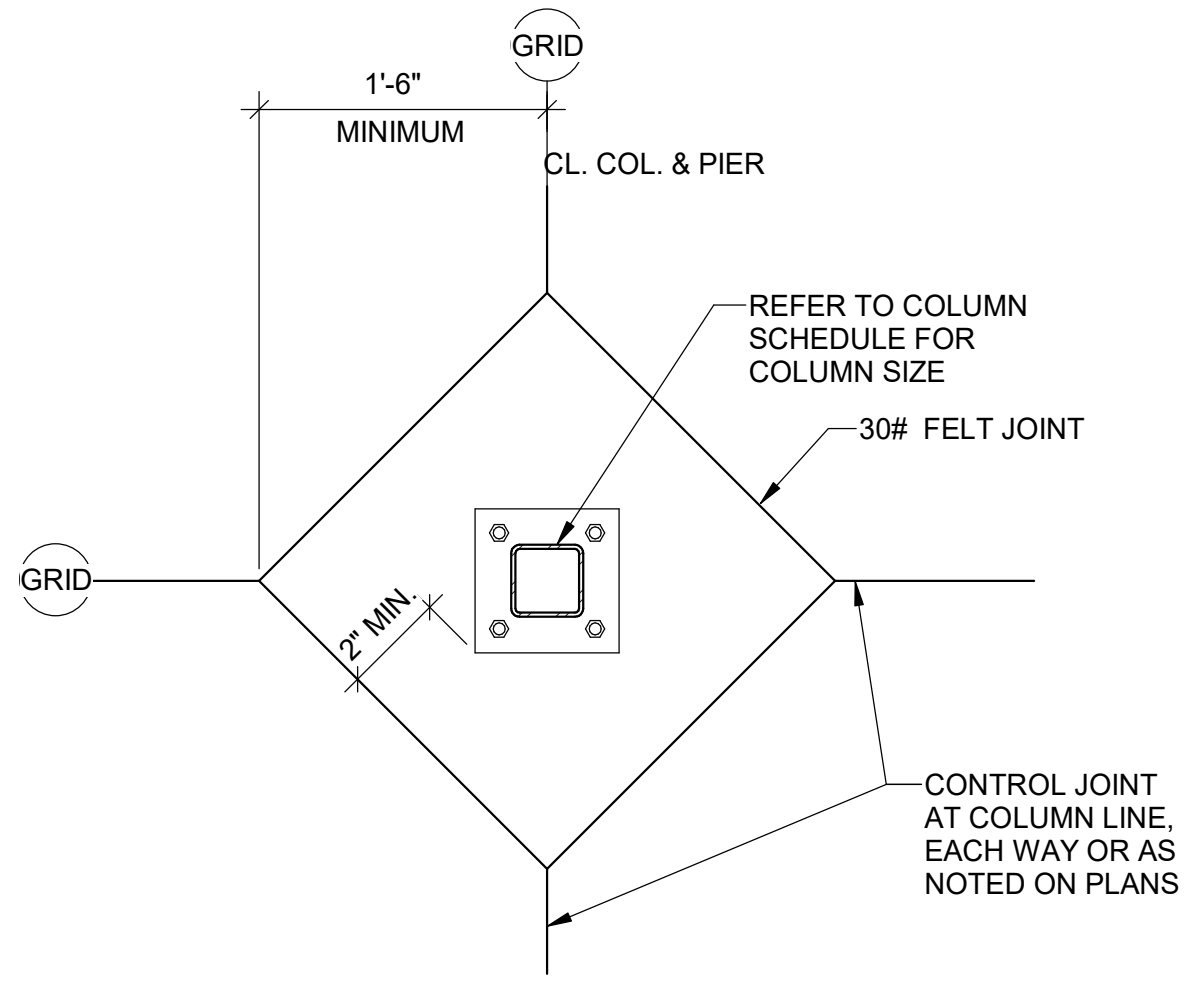 GRID
1'-6"
MINIMUM
CL. COL. & PIER
REFER TO COLUMN
SCHEDULE FOR
COLUMN SIZE
30# FELT JOINT
GRID
2" MIN.
CONTROL JOINT
AT COLUMN LINE,
EACH WAY OR AS
NOTED ON PLANS